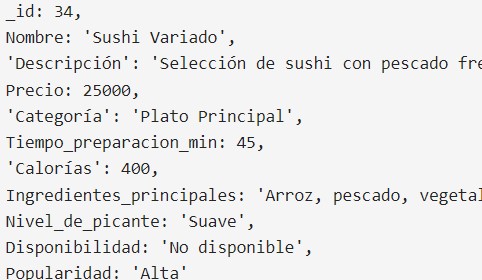 _id: 34,
Nombre: 'Sushi Variado',
'Descripción': 'Selección de sushi con pescado fre
Precio: 25000,
'Categoría': 'Plato Principal',
Tiempo_preparacion_min: 45,
'Calorías': 400,
Ingredientes_principales: 'Arroz, pescado, vegetal
Nivel_de_picante: 'Suave',
Disponibilidad: 'No disponible',
Popularidad: 'Alta'